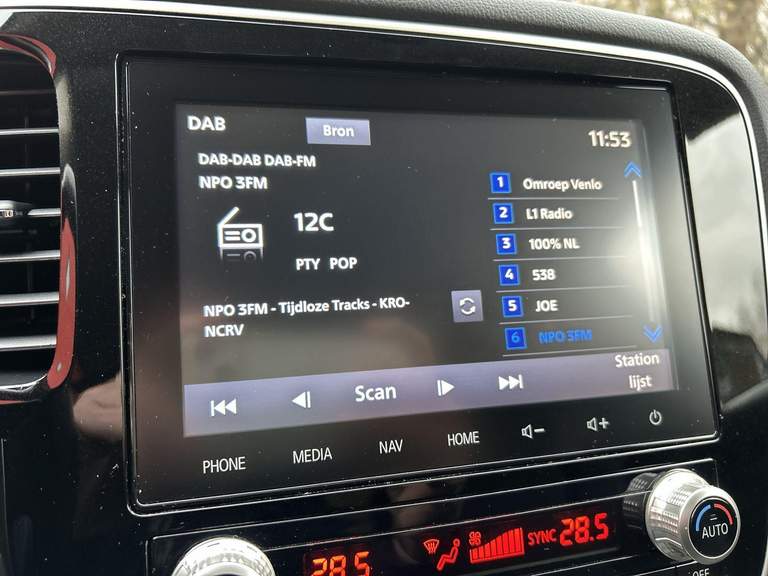 DAB
Bron
11:53
DAB-DAB DAB-FM
NPO 3FM
12C
PTY POP
NPO 3FM - Tijdloze Tracks - KRO-
NCRV
1 Omroep Venlo
2 L1 Radio
3 100% NL
4 538
5 JOE
6 NPO 3FM
Scan
Station
lijst
PHONE
MEDIA
NAV
HOME
28.5
SYNC 28.5
AUTO
OFF